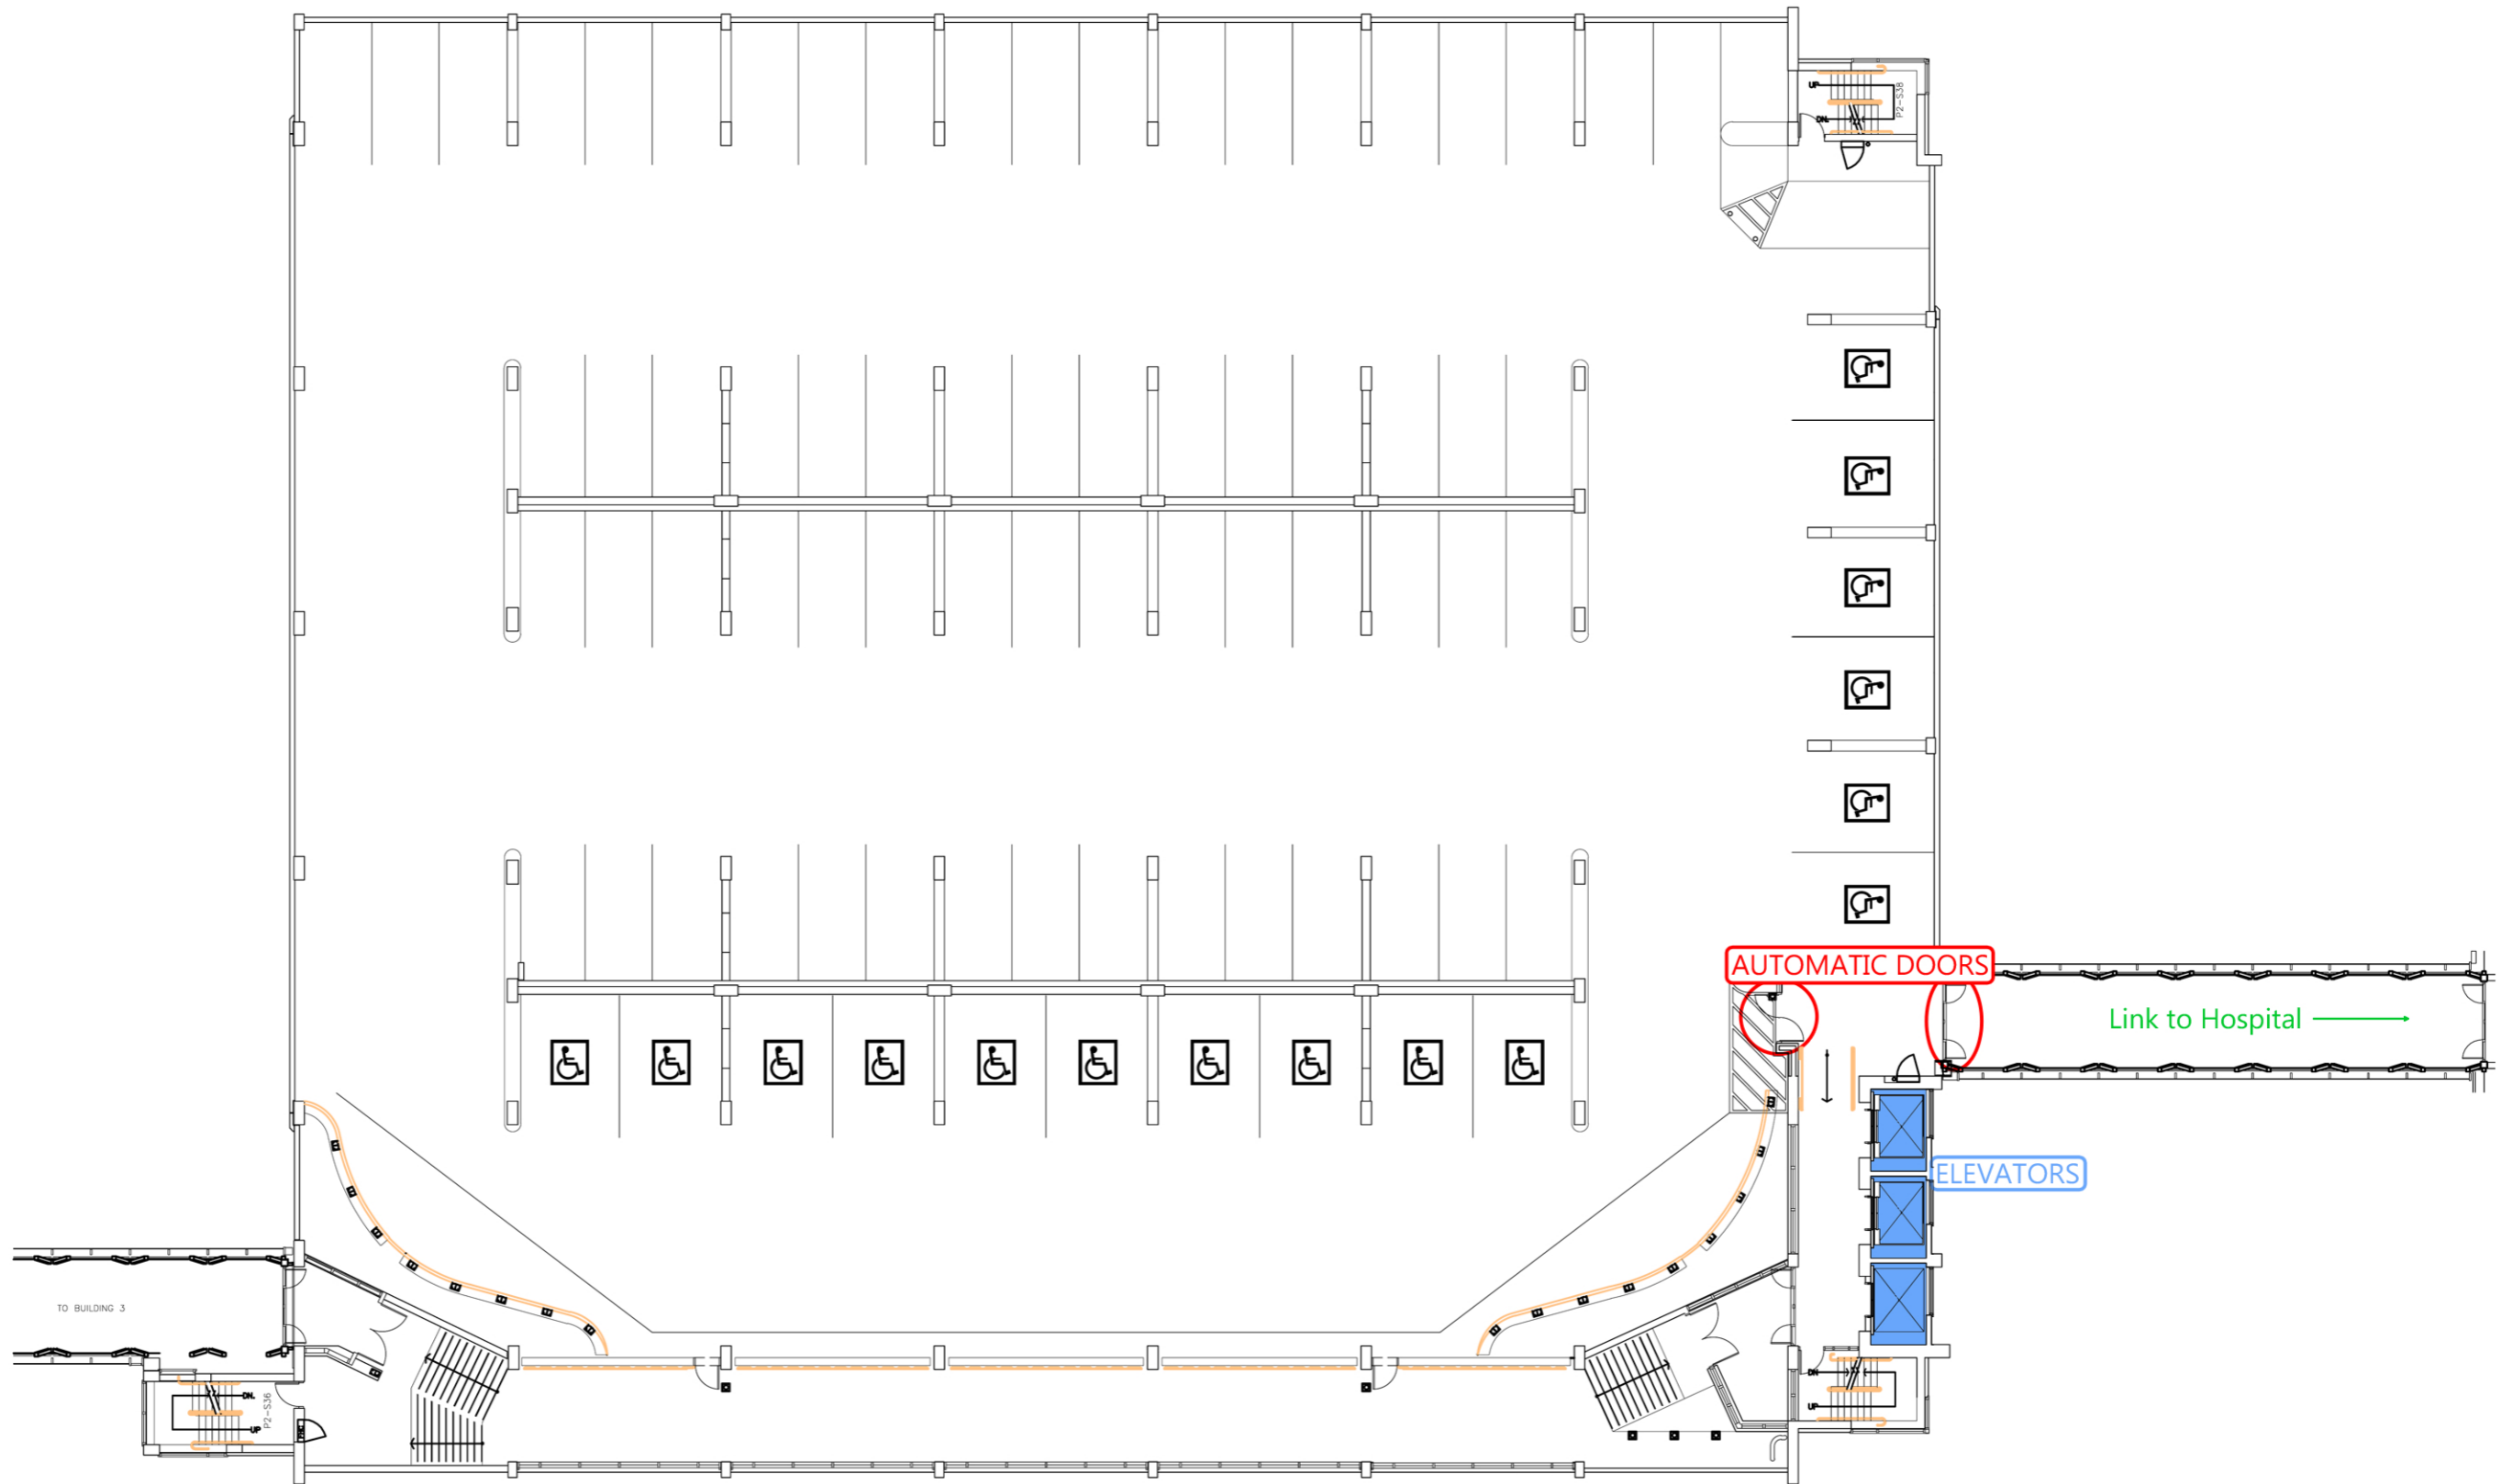 UP
P2-S38
DN.
AUTOMATIC DOORS
Link to Hospital
ELEVATORS
TO BUILDING 3
DN.
P2-S36
UP
FHC
DN
UP